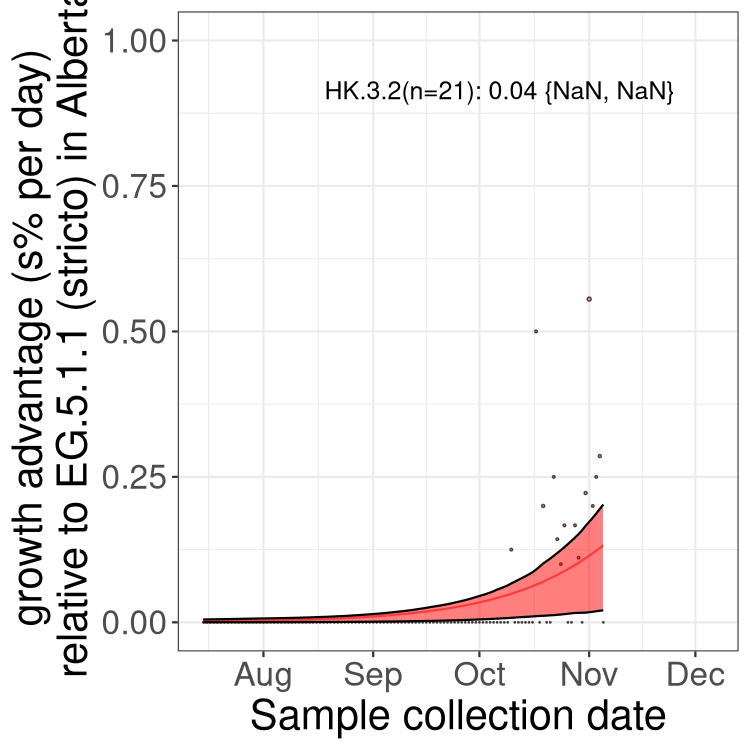 growth advantage (s% per day)
relative to EG.5.1.1 (stricto) in Alberta
1.00
0.75
0.50
0.25
0.00
HK.3.2(n=21): 0.04 {NaN, NaN}
Aug Sep Oct Nov Dec
Sample collection date